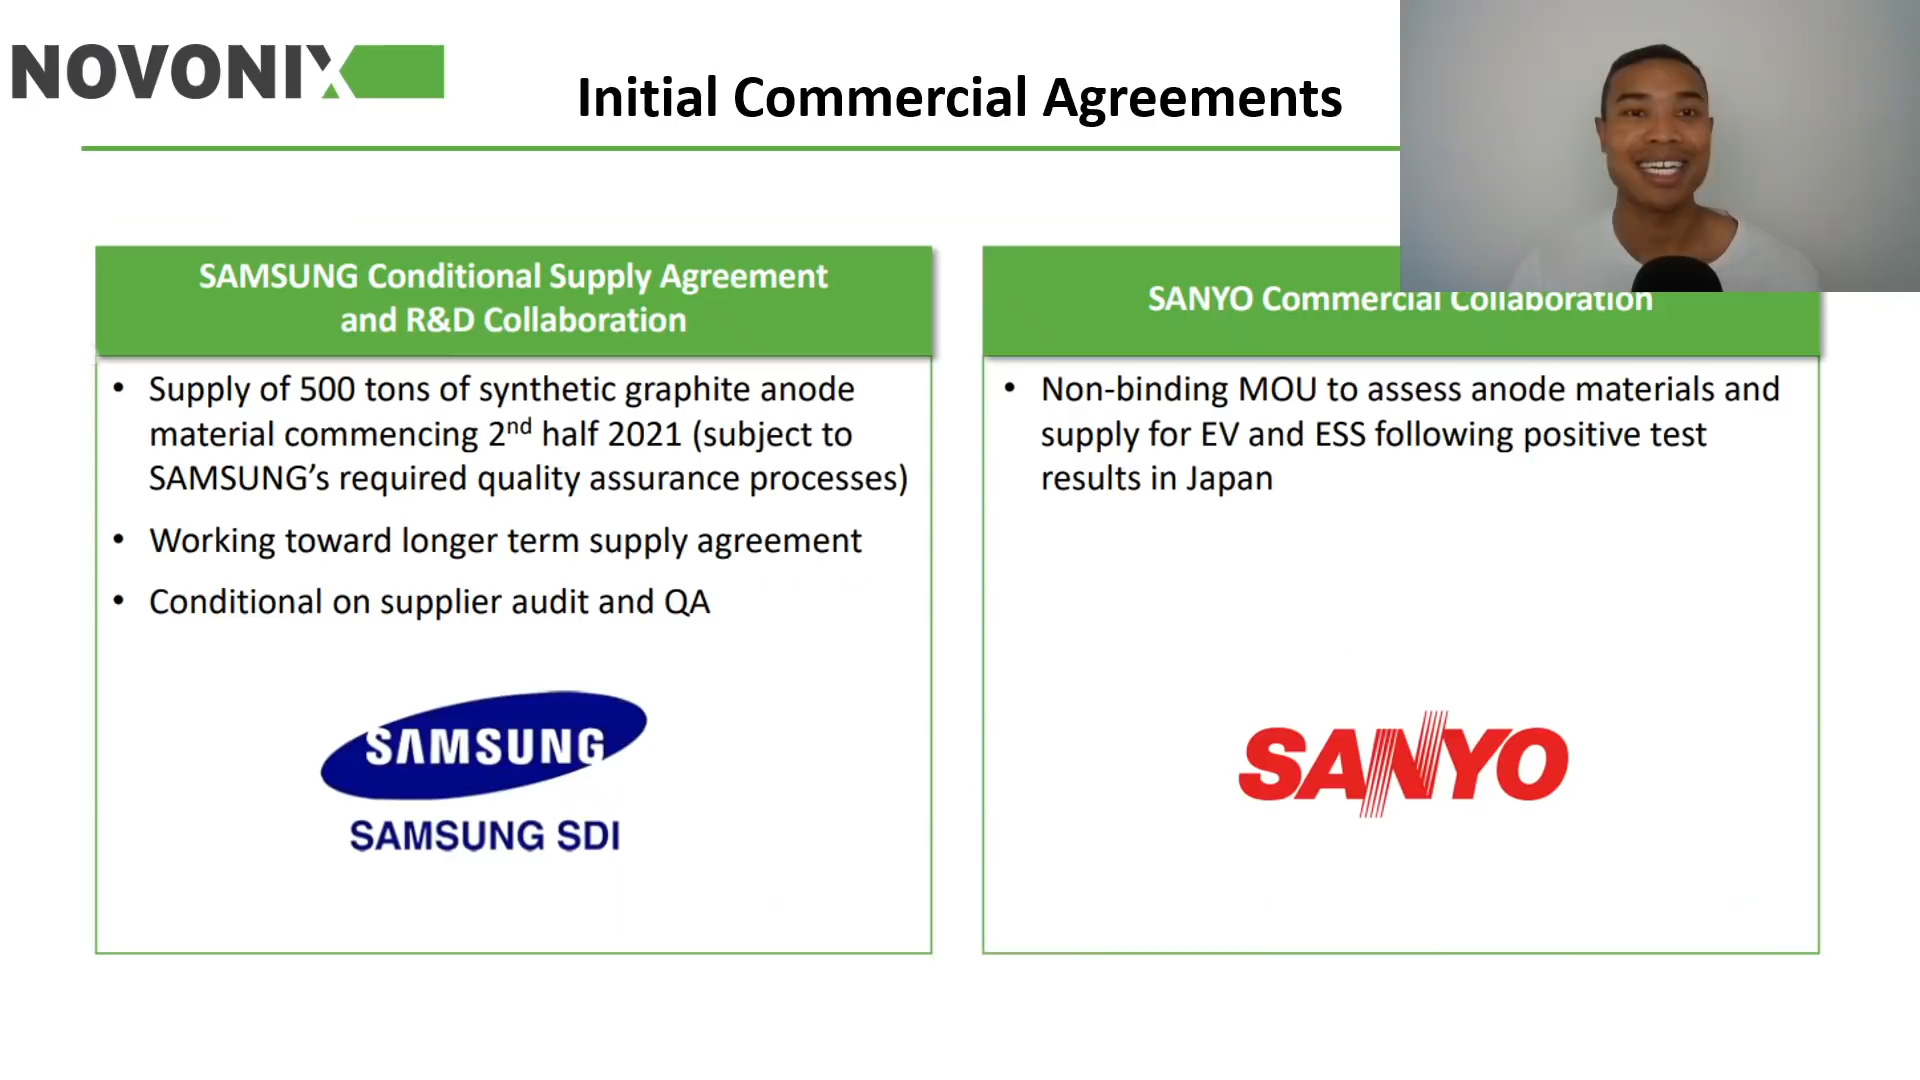 NOVONIX
Initial Commercial Agreements
SAMSUNG Conditional Supply Agreement
and R&D Collaboration
• Supply of 500 tons of synthetic graphite anode
material commencing 2nd half 2021 (subject to
SAMSUNG’s required quality assurance processes)
• Working toward longer term supply agreement
• Conditional on supplier audit and QA
SAMSUNG
SAMSUNG SDI
SANYO Commercial Collaboration
• Non-binding MOU to assess anode materials and
supply for EV and ESS following positive test
results in Japan
SANYO